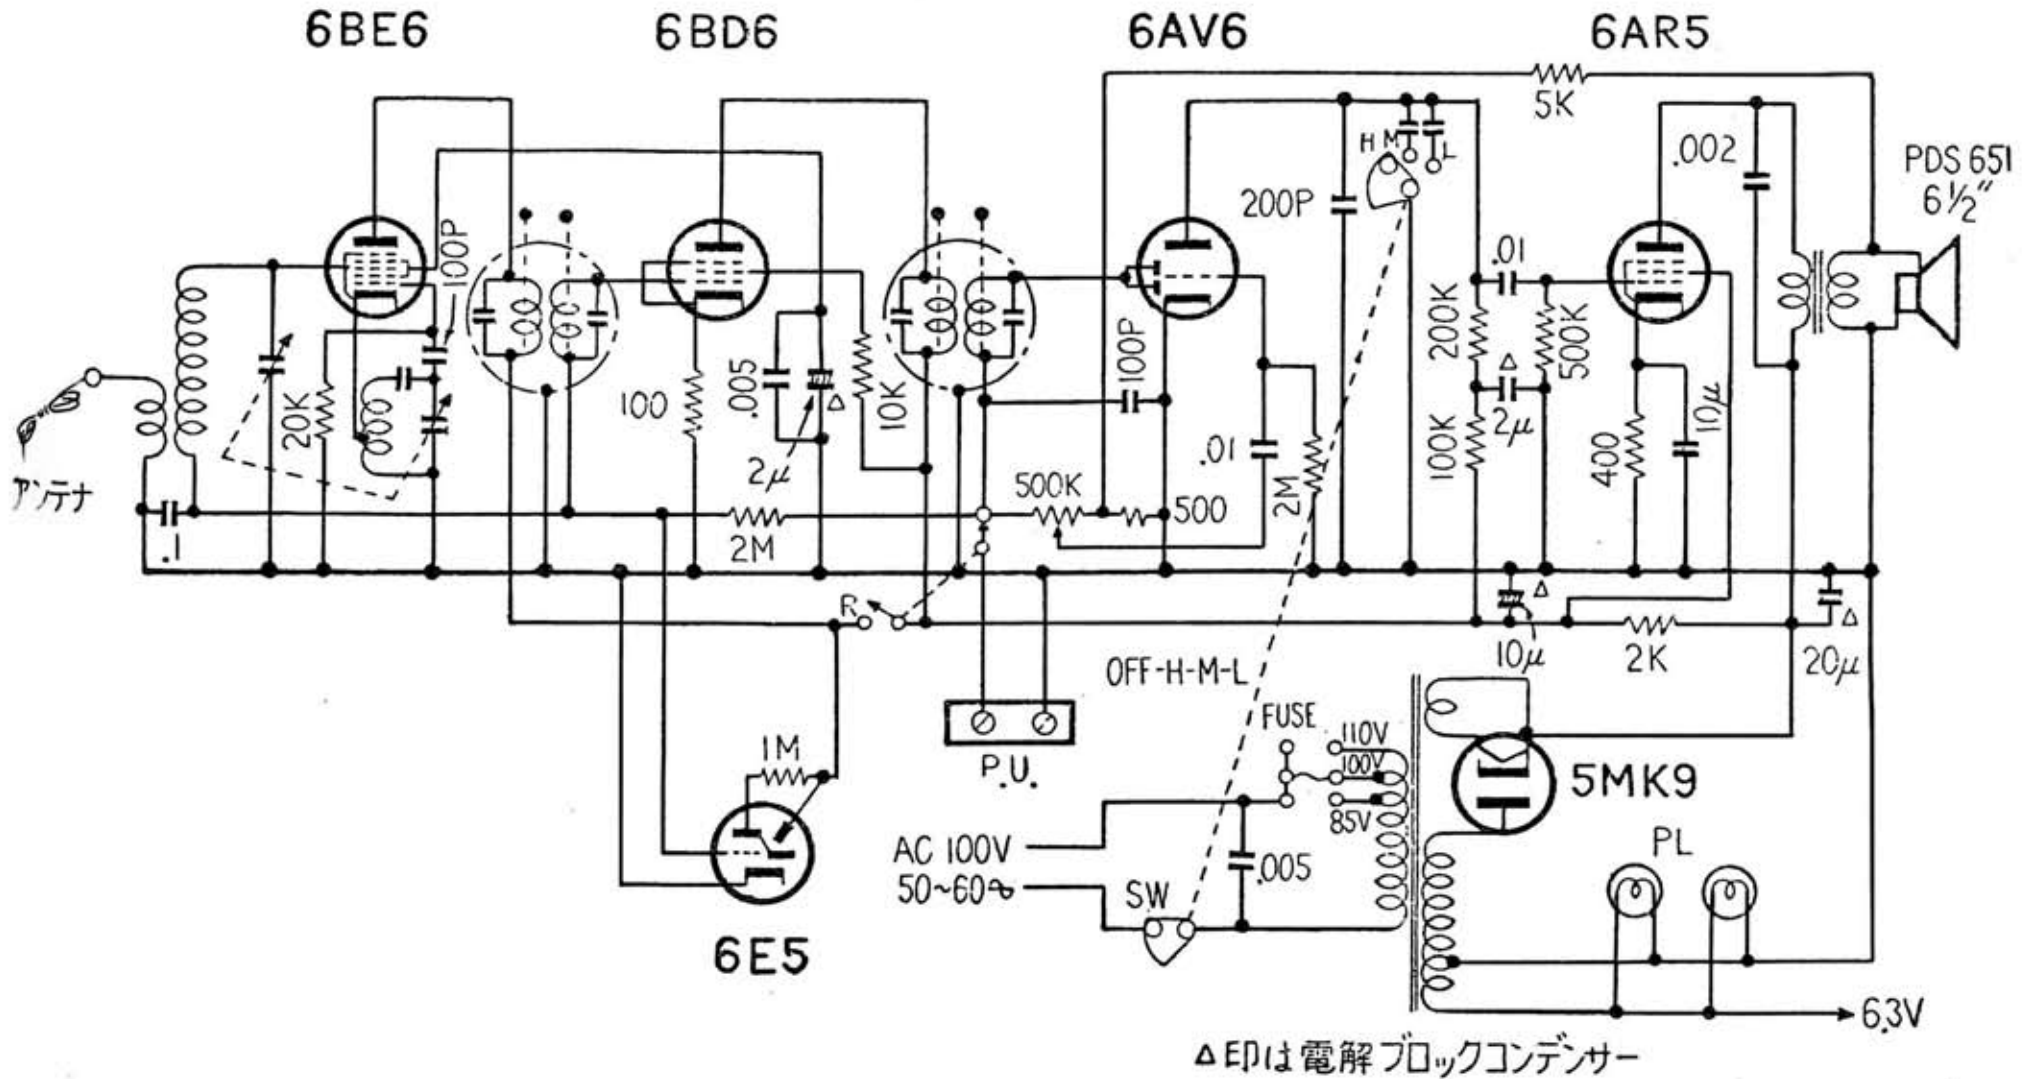 6BE6
6BD6
6AV6
6AR5
5K
H M
L
.002
PDS 651
6½"
200P
100P
.01
200K
500K
△
2μ
100K
400
10μ
20K
100
.005
△
2μ
10K
100P
.01
2M
アンテナ
.1
2M
500K
500
R
△
10μ
2K
△
20μ
OFF-H-M-L
P.U.
1M
6E5
FUSE
110V
100V
85V
5MK9
PL
AC 100V
50~60~
.005
SW
6.3V
△印は電解ブロックコンデンサー